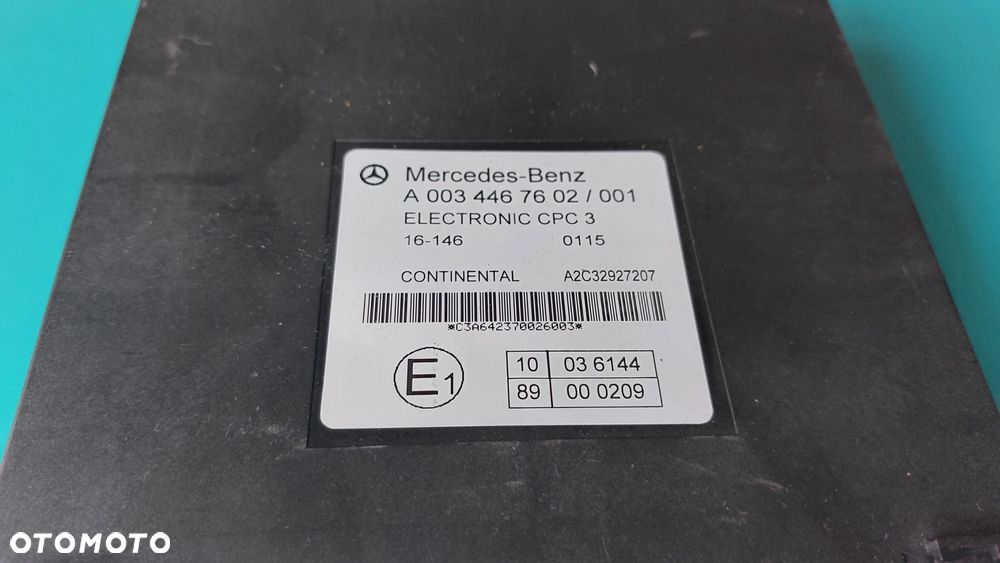 Mercedes-Benz
A 003 446 76 02 / 001
ELECTRONIC CPC 3
16-146 0115
CONTINENTAL A2C32927207
*C3A642370026003*
E1
10 03 6144
89 00 0209
OTOMOTO